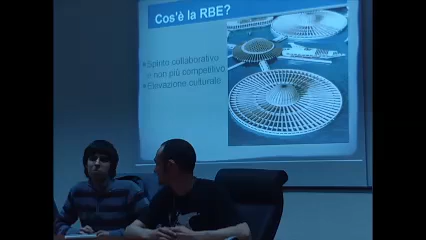 Cos'è la RBE?
Spirito collaborativo
e non più competitivo
Elevazione culturale